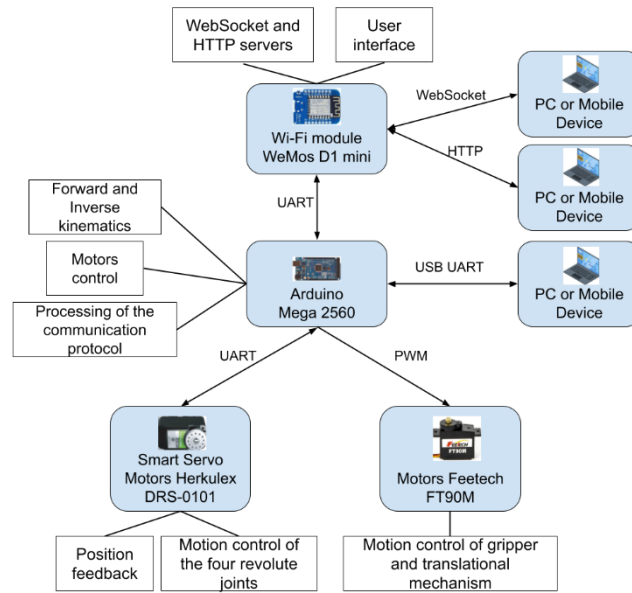 WebSocket and
HTTP servers
User
interface
Wi-Fi module
WeMos D1 mini
WebSocket
HTTP
PC or Mobile
Device
PC or Mobile
Device
UART
Forward and
Inverse
kinematics
Motors
control
Processing of the
communication
protocol
Arduino
Mega 2560
USB UART
PC or Mobile
Device
UART
PWM
Smart Servo
Motors Herkulex
DRS-0101
FEETECH
FT90M
Motors Feetech
FT90M
Position
feedback
Motion control of
the four revolute
joints
Motion control of gripper
and translational
mechanism